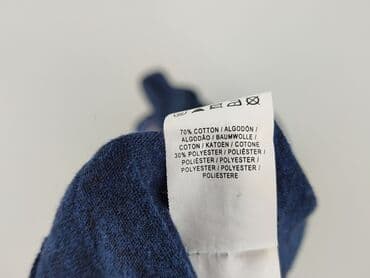 70% COTTON / ALGODÓN /
ALGODÃO / BAUMWOLLE /
COTON / KATOEN / COTONE
30% POLYESTER / POLIÉSTER /
POLIÉSTER / POLYESTER /
POLYESTER / POLYESTER /
POLIESTERE